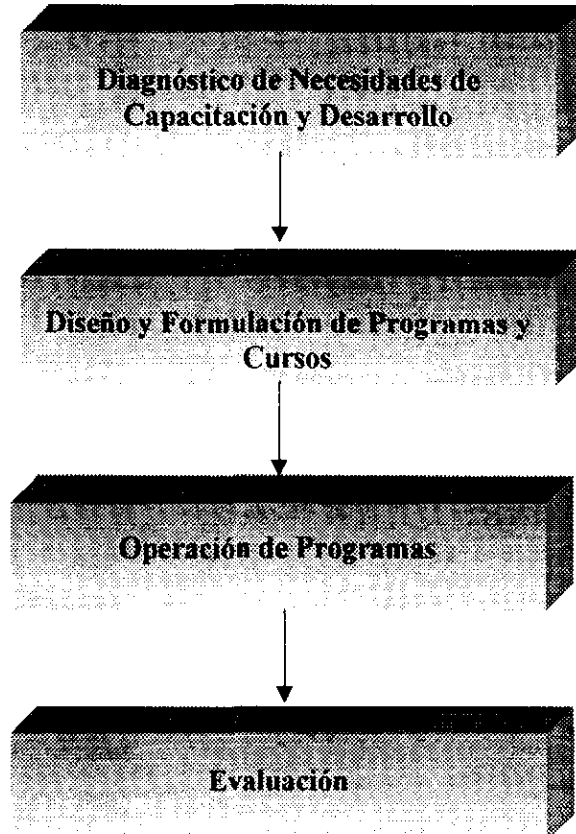 Diagnóstico de Necesidades de
Capacitación y Desarrollo
Diseño y Formulación de Programas y
Cursos
Operación de Programas
Evaluación